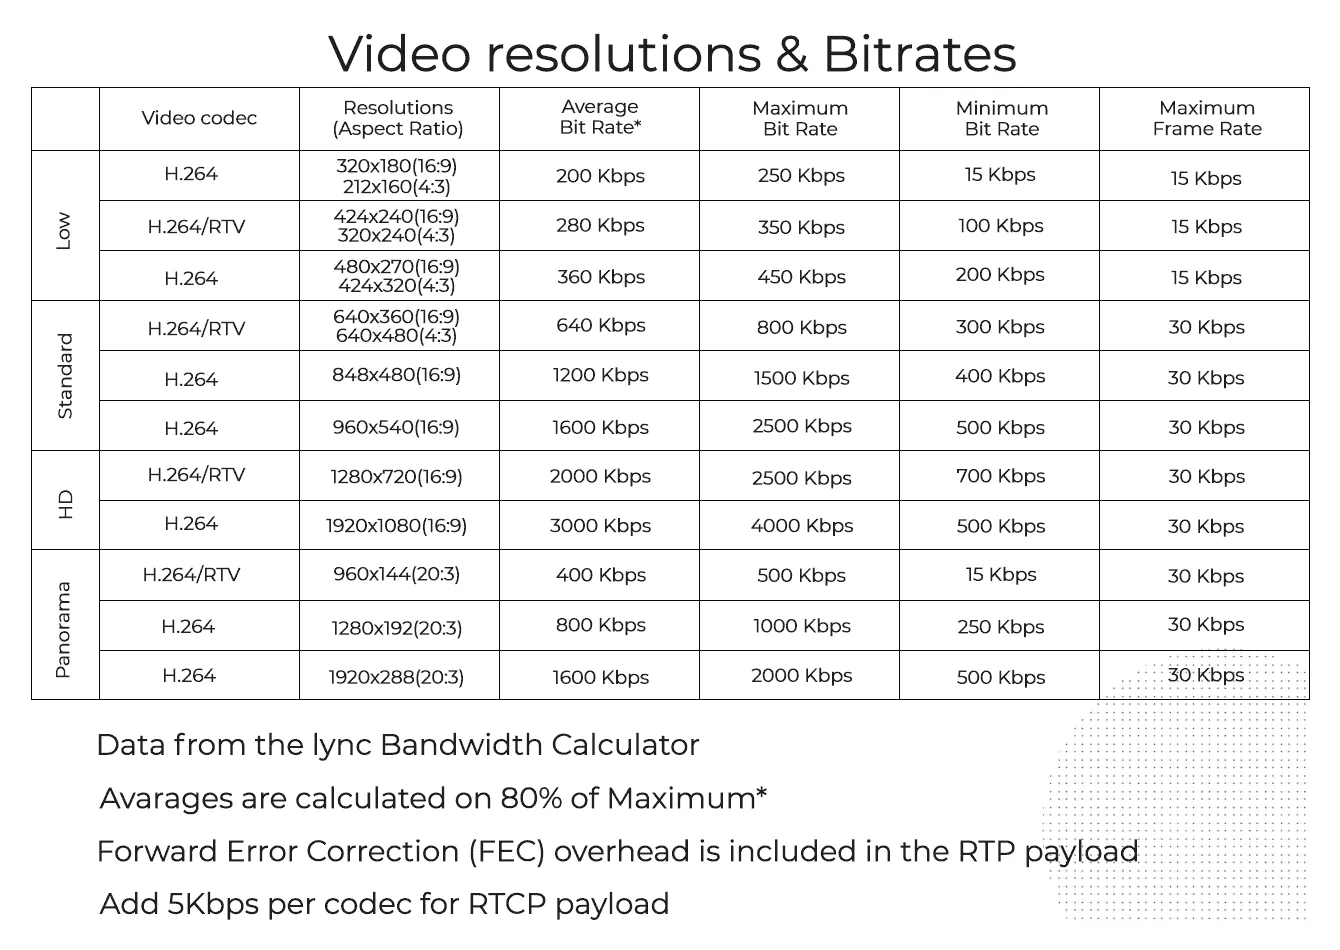 Video resolutions & Bitrates
Video codec
Resolutions
(Aspect Ratio)
Average
Bit Rate*
Maximum
Bit Rate
Minimum
Bit Rate
Maximum
Frame Rate
Low
H.264
320x180(16:9)
212x160(4:3)
200 Kbps
250 Kbps
15 Kbps
15 Kbps
H.264/RTV
424x240(16:9)
320x240(4:3)
280 Kbps
350 Kbps
100 Kbps
15 Kbps
H.264
480x270(16:9)
424x320(4:3)
360 Kbps
450 Kbps
200 Kbps
15 Kbps
Standard
H.264/RTV
640x360(16:9)
640x480(4:3)
640 Kbps
800 Kbps
300 Kbps
30 Kbps
H.264
848x480(16:9)
1200 Kbps
1500 Kbps
400 Kbps
30 Kbps
H.264
960x540(16:9)
1600 Kbps
2500 Kbps
500 Kbps
30 Kbps
HD
H.264/RTV
1280x720(16:9)
2000 Kbps
2500 Kbps
700 Kbps
30 Kbps
H.264
1920x1080(16:9)
3000 Kbps
4000 Kbps
500 Kbps
30 Kbps
Panorama
H.264/RTV
960x144(20:3)
400 Kbps
500 Kbps
15 Kbps
30 Kbps
H.264
1280x192(20:3)
800 Kbps
1000 Kbps
250 Kbps
30 Kbps
H.264
1920x288(20:3)
1600 Kbps
2000 Kbps
500 Kbps
30 Kbps
Data from the lync Bandwidth Calculator
Avarages are calculated on 80% of Maximum*
Forward Error Correction (FEC) overhead is included in the RTP payload
Add 5Kbps per codec for RTCP payload